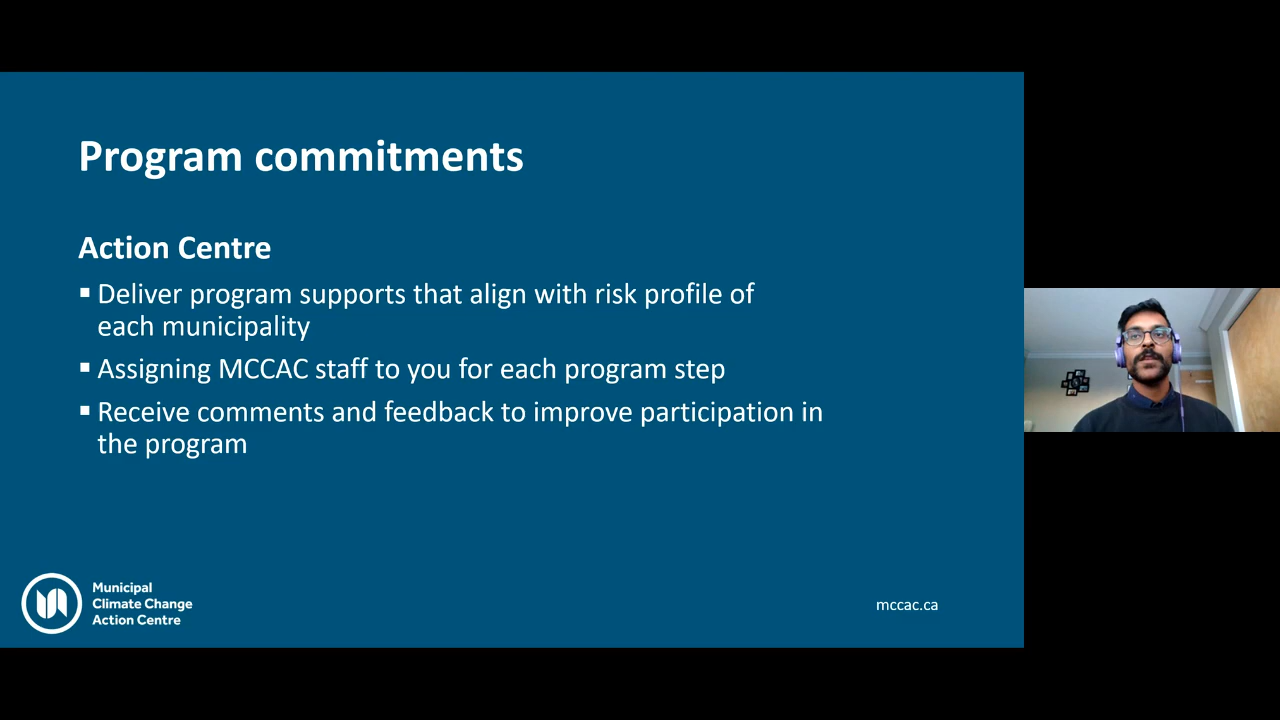 Program commitments
Action Centre
▪ Deliver program supports that align with risk profile of
each municipality
▪ Assigning MCCAC staff to you for each program step
▪ Receive comments and feedback to improve participation in
the program
Municipal
Climate Change
Action Centre
mccac.ca